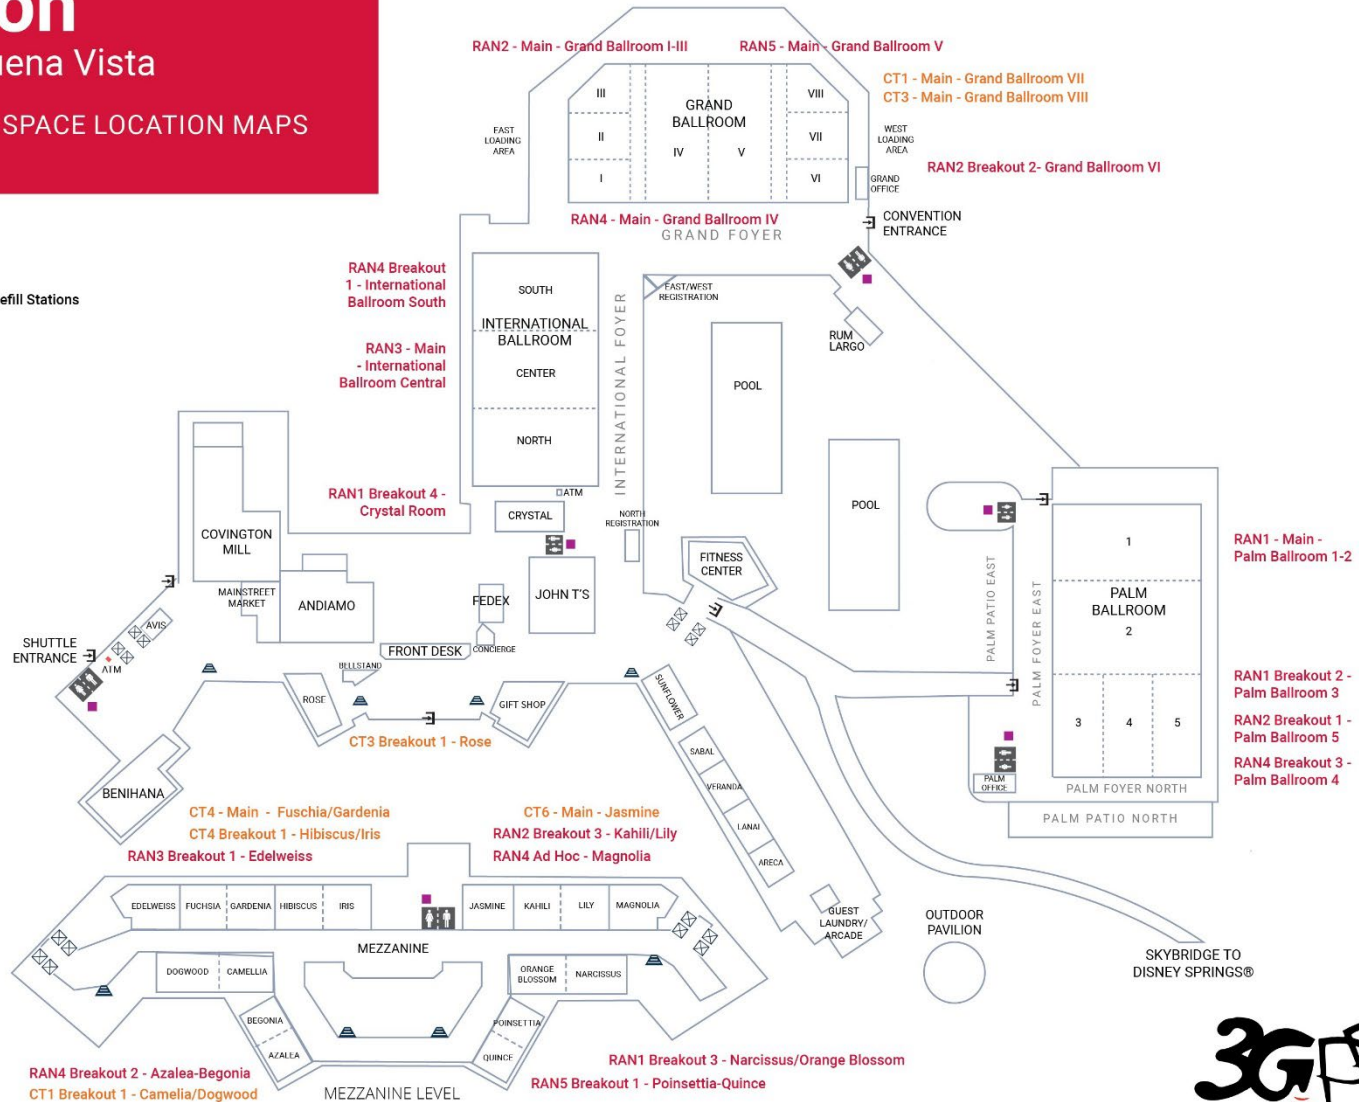 on
uena Vista
SPACE LOCATION MAPS
efill Stations
RAN2 - Main - Grand Ballroom I-III
RAN5 - Main - Grand Ballroom V
CT1 - Main - Grand Ballroom VII
CT3 - Main - Grand Ballroom VIII
RAN2 Breakout 2- Grand Ballroom VI
III
II
I
GRAND
BALLROOM
IV
V
VIII
VII
VI
EAST
LOADING
AREA
WEST
LOADING
AREA
GRAND
OFFICE
RAN4 - Main - Grand Ballroom IV
GRAND FOYER
CONVENTION
ENTRANCE
RAN4 Breakout
1 - International
Ballroom South
RAN3 - Main
- International
Ballroom Central
SOUTH
INTERNATIONAL
BALLROOM
CENTER
NORTH
INTERNATIONAL FOYER
EAST/WEST
REGISTRATION
RUM
LARGO
POOL
POOL
RAN1 Breakout 4 -
Crystal Room
ATM
CRYSTAL
NORTH
REGISTRATION
FITNESS
CENTER
COVINGTON
MILL
MAINSTREET
MARKET
ANDIAMO
FEDEX
JOHN T'S
CONCIERGE
FRONT DESK
BELLSTAND
AVIS
SHUTTLE
ENTRANCE
ATM
ROSE
GIFT SHOP
CT3 Breakout 1 - Rose
BENIHANA
SUNFLOWER
SABAL
VERANDA
LANAI
ARECA
GUEST
LAUNDRY/
ARCADE
PALM PATIO EAST
PALM FOYER EAST
1
PALM
BALLROOM
2
3
4
5
PALM
OFFICE
PALM FOYER NORTH
PALM PATIO NORTH
RAN1 - Main -
Palm Ballroom 1-2
RAN1 Breakout 2 -
Palm Ballroom 3
RAN2 Breakout 1 -
Palm Ballroom 5
RAN4 Breakout 3 -
Palm Ballroom 4
OUTDOOR
PAVILION
SKYBRIDGE TO
DISNEY SPRINGS®
CT4 - Main - Fuschia/Gardenia
CT4 Breakout 1 - Hibiscus/Iris
RAN3 Breakout 1 - Edelweiss
CT6 - Main - Jasmine
RAN2 Breakout 3 - Kahili/Lily
RAN4 Ad Hoc - Magnolia
EDELWEISS
FUCHSIA
GARDENIA
HIBISCUS
IRIS
JASMINE
KAHILI
LILY
MAGNOLIA
MEZZANINE
DOGWOOD
CAMELLIA
ORANGE
BLOSSOM
NARCISSUS
BEGONIA
AZALEA
POINSETTIA
QUINCE
RAN4 Breakout 2 - Azalea-Begonia
CT1 Breakout 1 - Camelia/Dogwood
MEZZANINE LEVEL
RAN1 Breakout 3 - Narcissus/Orange Blossom
RAN5 Breakout 1 - Poinsettia-Quince
3GP